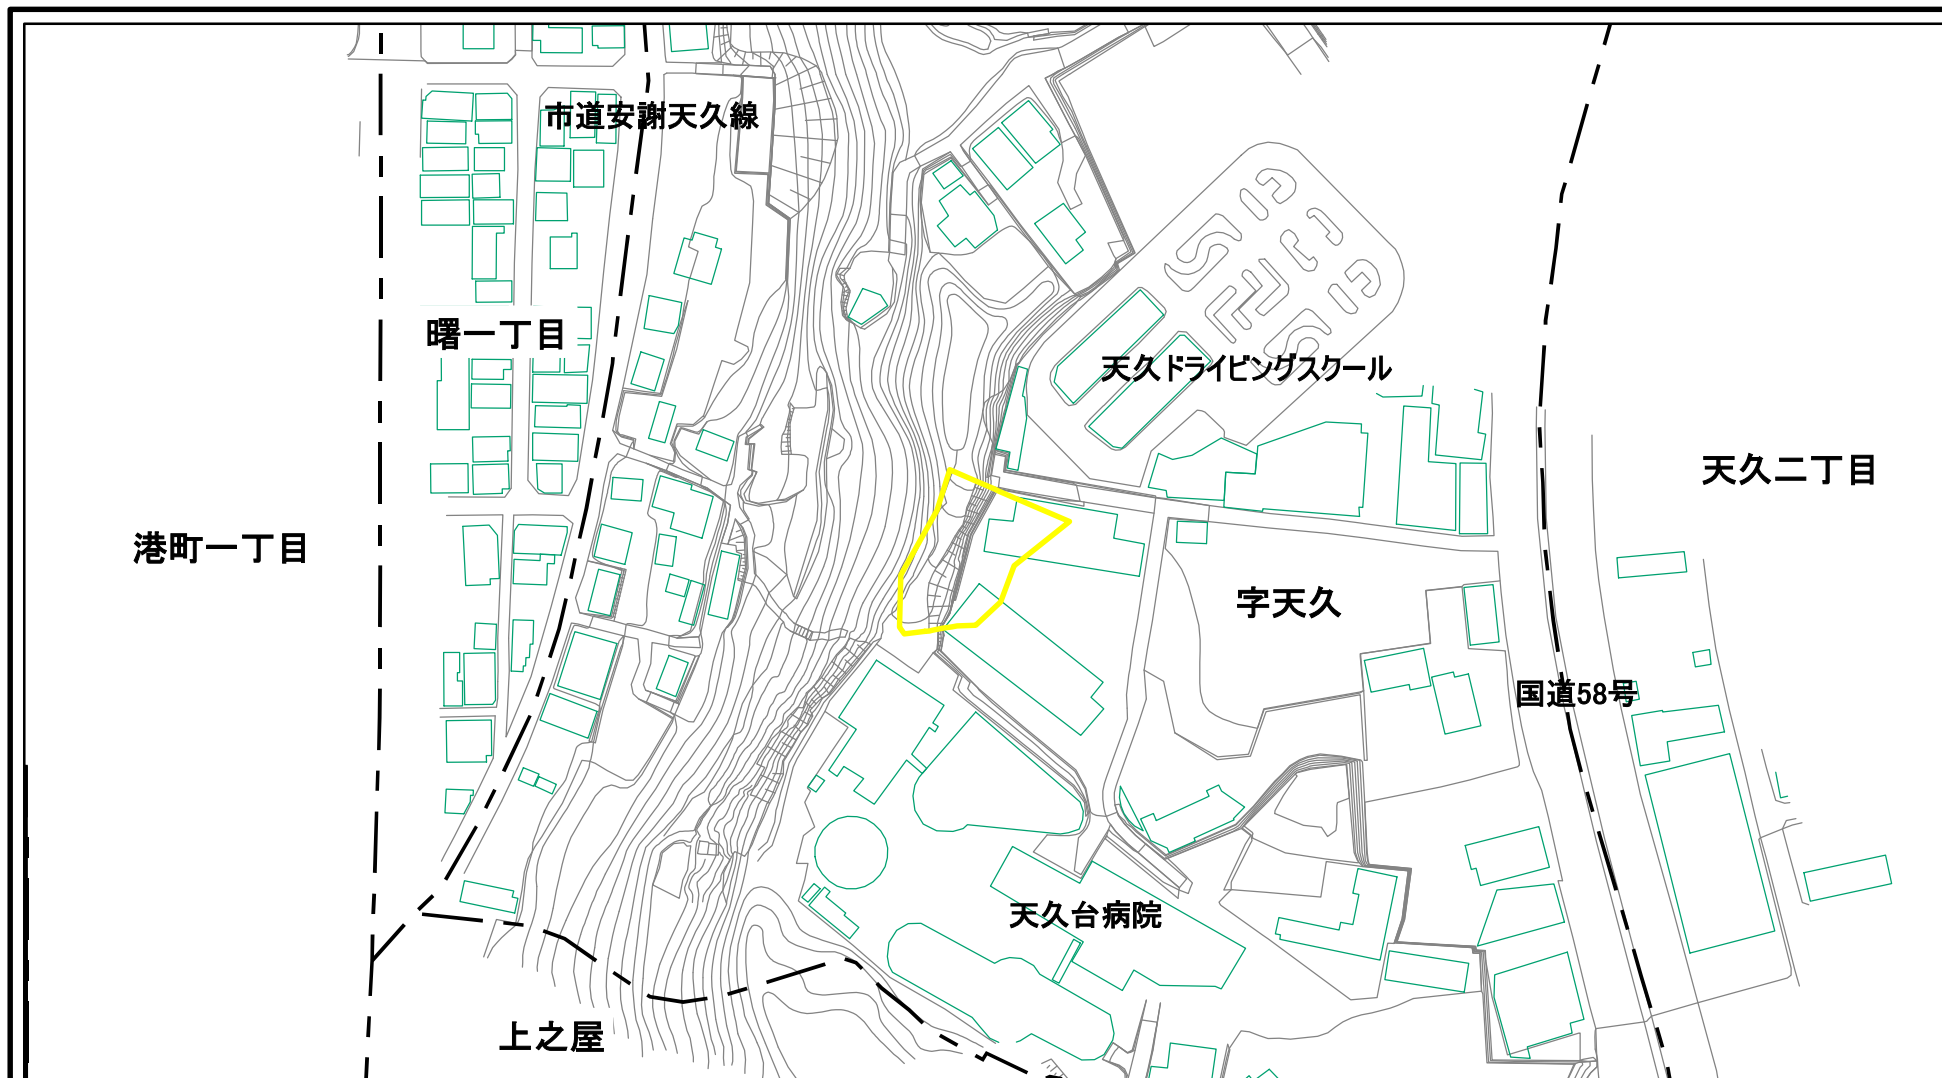 市道安謝天久線
曙一丁目
天久ドライビングスクール
天久二丁目
港町一丁目
字天久
国道58号
天久台病院
上之屋